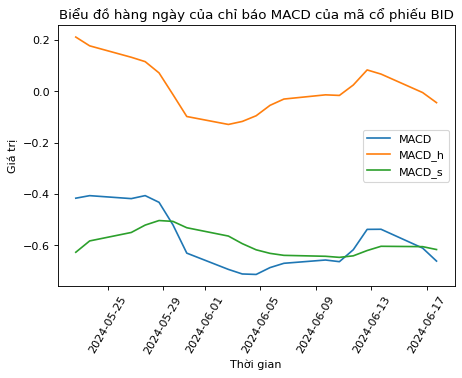 Biểu đồ hàng ngày của chỉ báo MACD của mã cổ phiếu BID
0.2
0.0
−0.2
−0.4
−0.6
Giá trị
MACD
MACD_h
MACD_s
2024-05-25
2024-05-29
2024-06-01
2024-06-05
2024-06-09
2024-06-13
2024-06-17
Thời gian